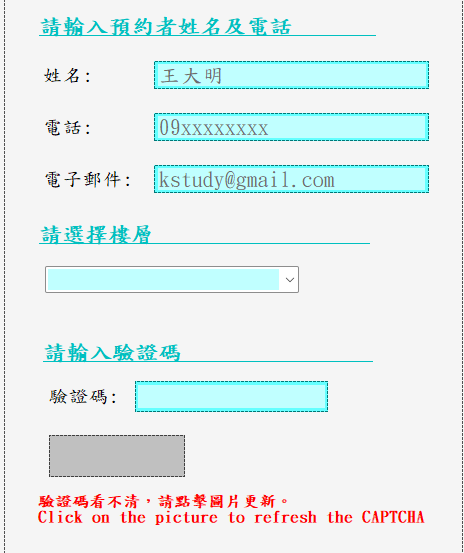 請輸入預約者姓名及電話
姓名: 王大明
電話: 09xxxxxxxx
電子郵件: kstudy@gmail.com
請選擇樓層
請輸入驗證碼
驗證碼:
驗證碼看不清，請點擊圖片更新。
Click on the picture to refresh the CAPTCHA